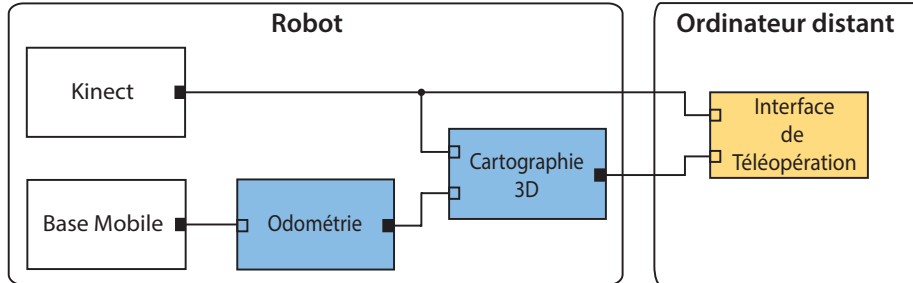 Robot
Ordinateur distant
Kinect
Interface
de
Téléopération
Cartographie
3D
Base Mobile
Odométrie